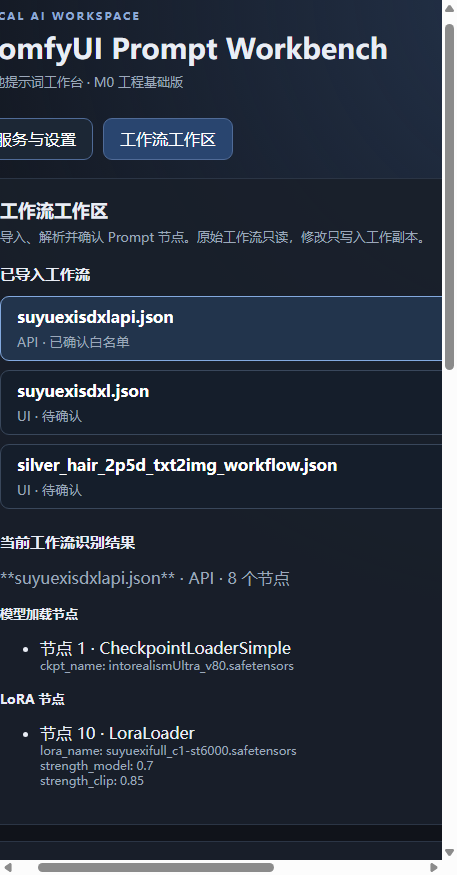 CAL AI WORKSPACE
omfyUI Prompt Workbench
地提示词工作台 · M0 工程基础版
服务与设置
工作流工作区
工作流工作区
导入、解析并确认 Prompt 节点。原始工作流只读，修改只写入工作副本。
已导入工作流
suyuexisdxlapi.json
API · 已确认白名单
suyuexisdxl.json
UI · 待确认
silver_hair_2p5d_txt2img_workflow.json
UI · 待确认
当前工作流识别结果
**suyuexisdxlapi.json** · API · 8 个节点
模型加载节点
节点 1 · CheckpointLoaderSimple
ckpt_name: intorealismUltra_v80.safetensors
LoRA 节点
节点 10 · LoraLoader
lora_name: suyuexifull_c1-st6000.safetensors
strength_model: 0.7
strength_clip: 0.85